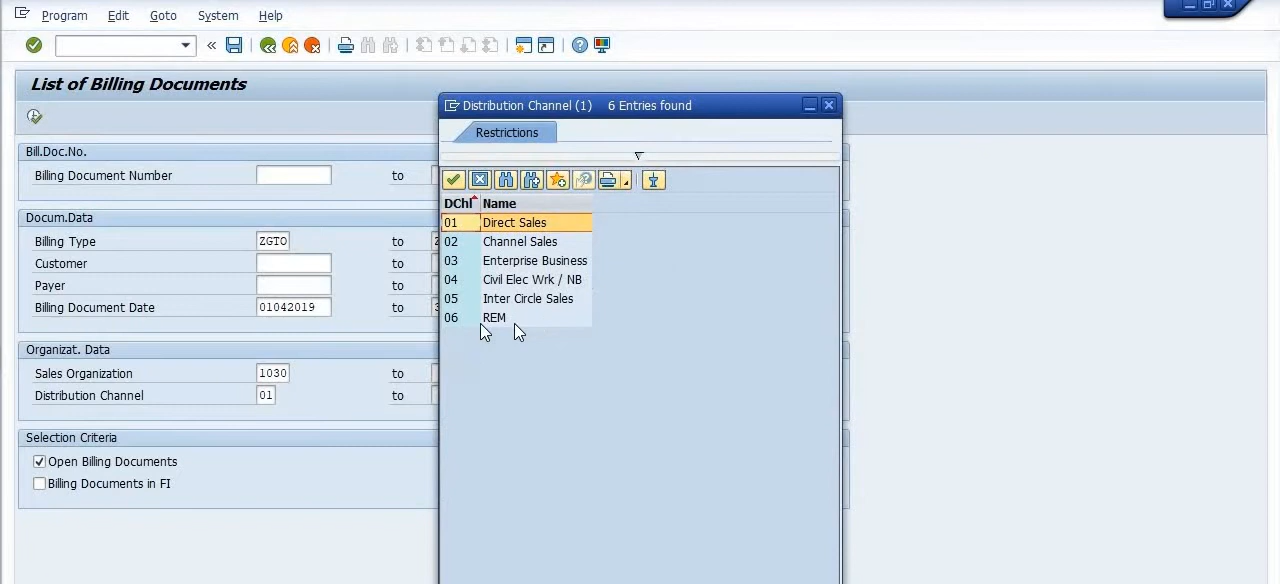 Program Edit Goto System Help
List of Billing Documents
Distribution Channel (1) 6 Entries found
Restrictions
Bill.Doc.No.
Billing Document Number to
DChl Name
Docum.Data
01 Direct Sales
Billing Type ZGTO to
02 Channel Sales
Customer to
03 Enterprise Business
Payer to
04 Civil Elec Wrk / NB
Billing Document Date 01042019 to
05 Inter Circle Sales
06 REM
Organizat. Data
Sales Organization 1030 to
Distribution Channel 01 to
Selection Criteria
Open Billing Documents
Billing Documents in FI